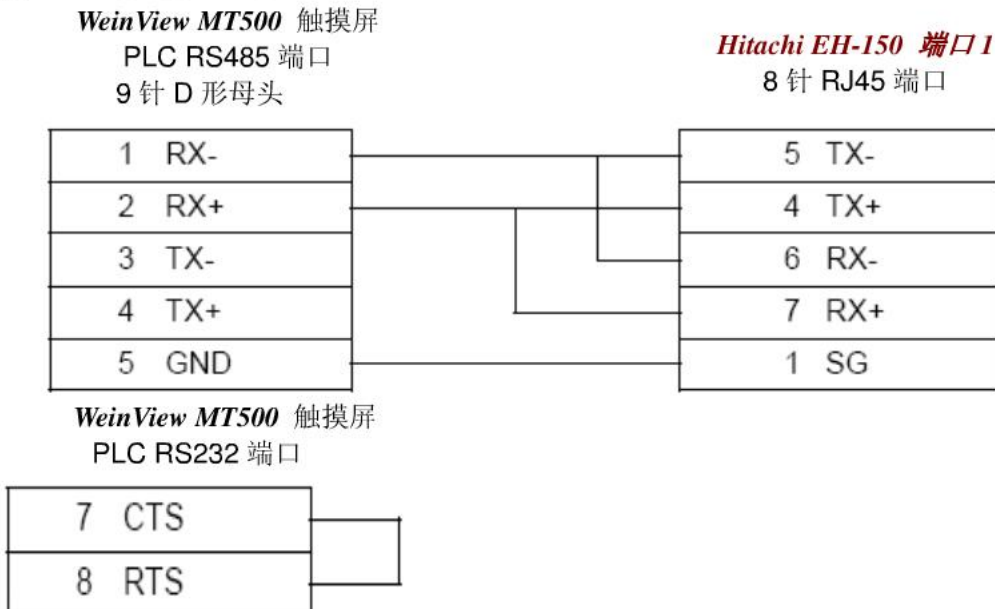 WeinView MT500 触摸屏
PLC RS485 端口
9 针 D 形母头
Hitachi EH-150 端口 1
8 针 RJ45 端口
1 RX-
5 TX-
2 RX+
4 TX+
3 TX-
6 RX-
4 TX+
7 RX+
5 GND
1 SG
WeinView MT500 触摸屏
PLC RS232 端口
7 CTS
8 RTS